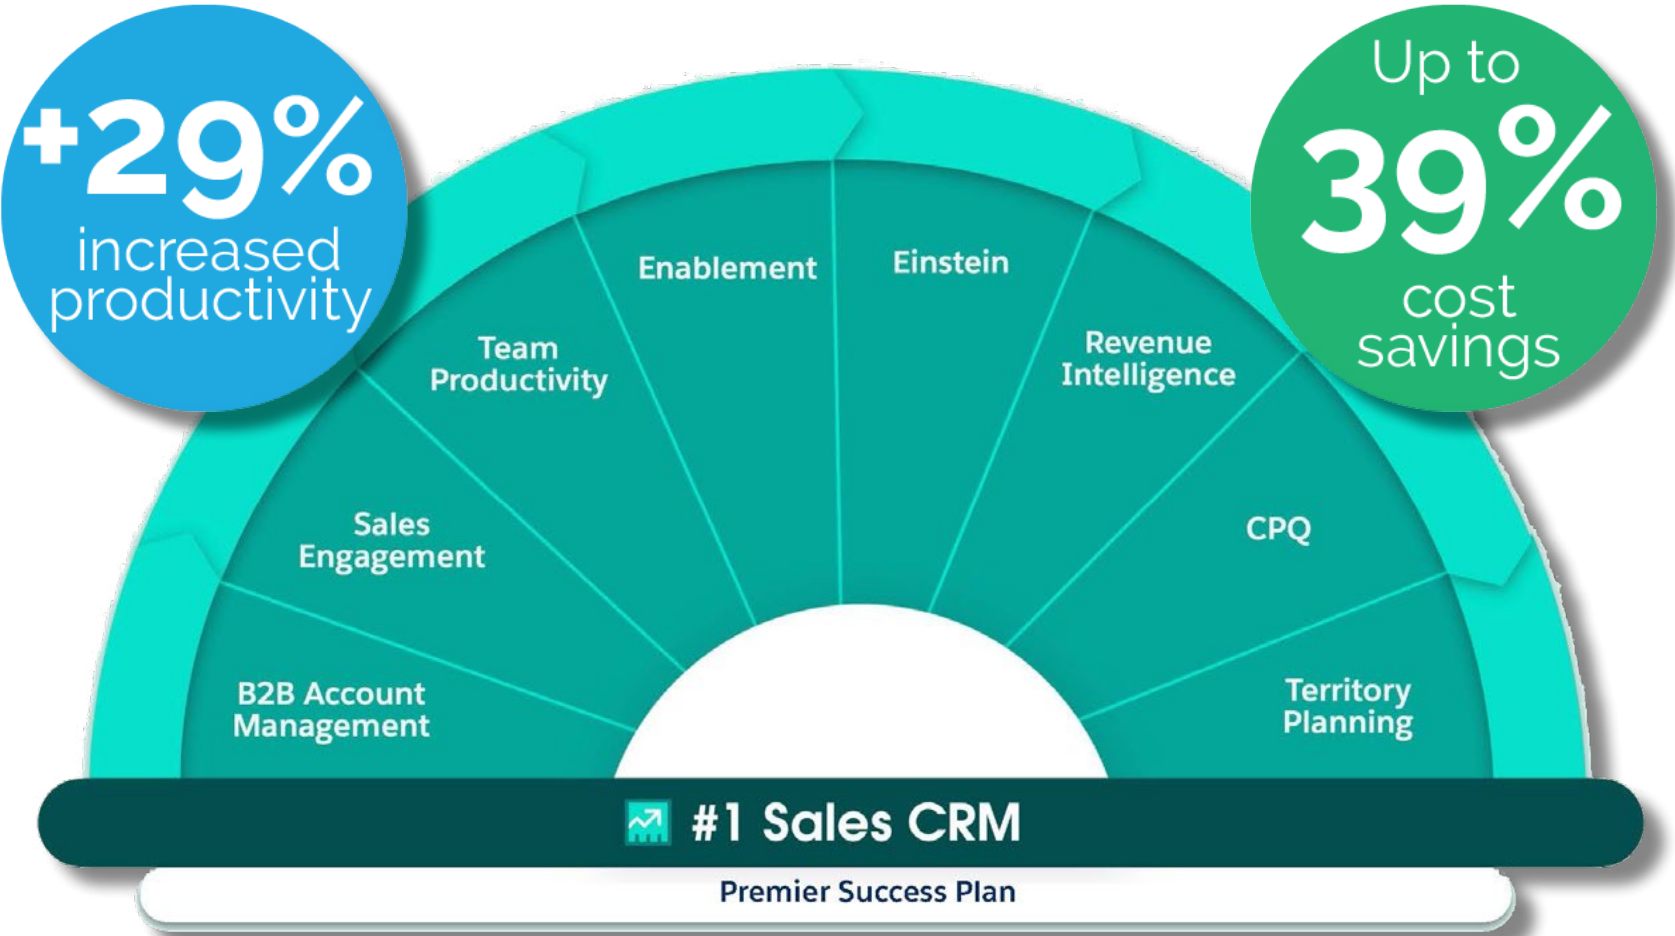 +29%
increased
productivity
Up to
39%
cost
savings
Enablement
Einstein
Team
Productivity
Revenue
Intelligence
Sales
Engagement
CPQ
B2B Account
Management
Territory
Planning
#1 Sales CRM
Premier Success Plan